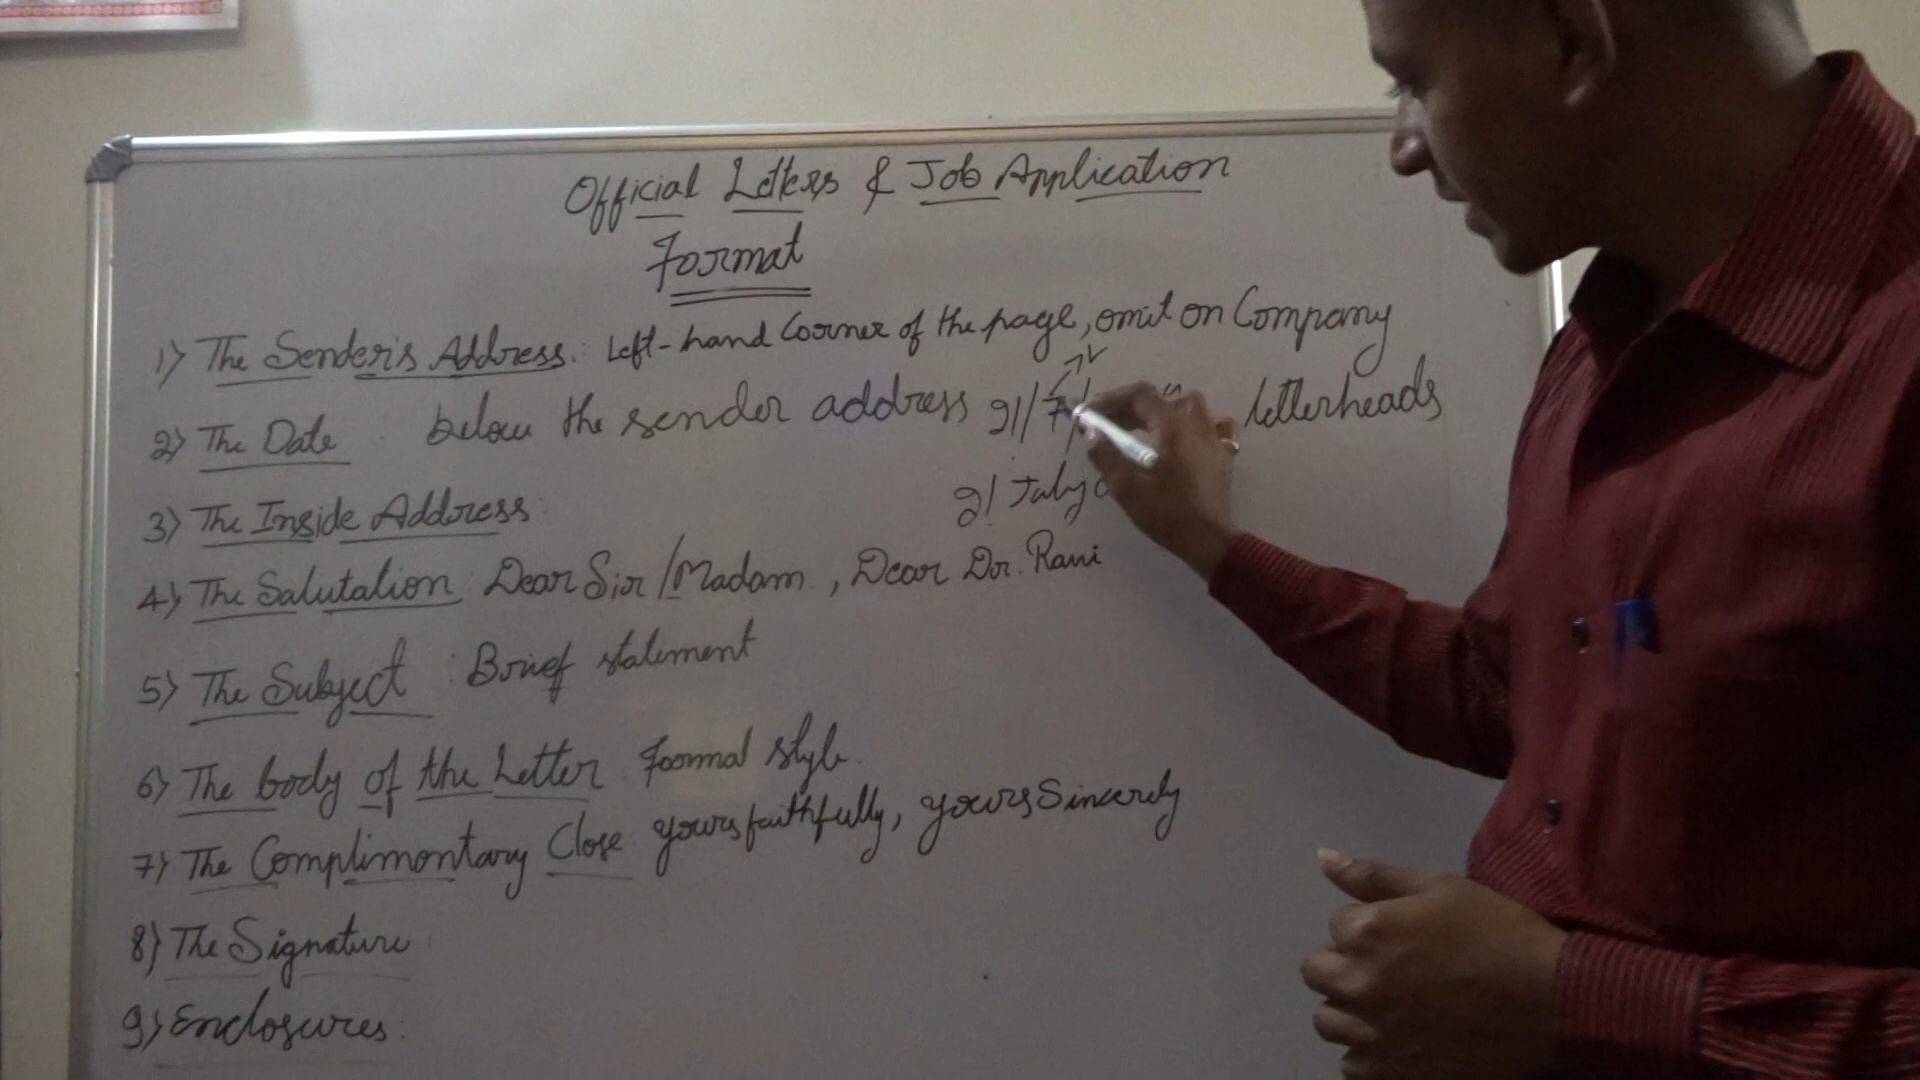 Official Letters & Job Application
Format
1) The Sender's Address: Left-hand Corner of the page, omit on Company
letterheads
2) The Date below the sender address 21/7/
21 July
3) The Inside Address:
4) The Salutation: Dear Sir/Madam., Dear Dr. Ravi
5) The Subject: Brief statement
6) The body of the Letter Formal style.
7) The Complimontary Close yours faithfully, yours Sincerely
8) The Signature
9) Enclosures: